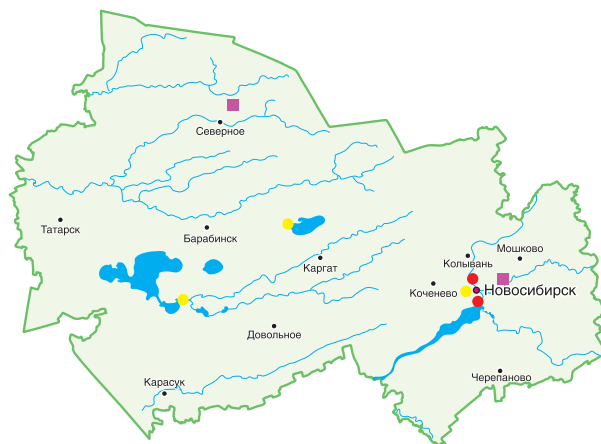 Северное
Татарск
Барабинск
Каргат
Мошково
Колывань
Коченево
Новосибирск
Довольное
Карасук
Черепаново